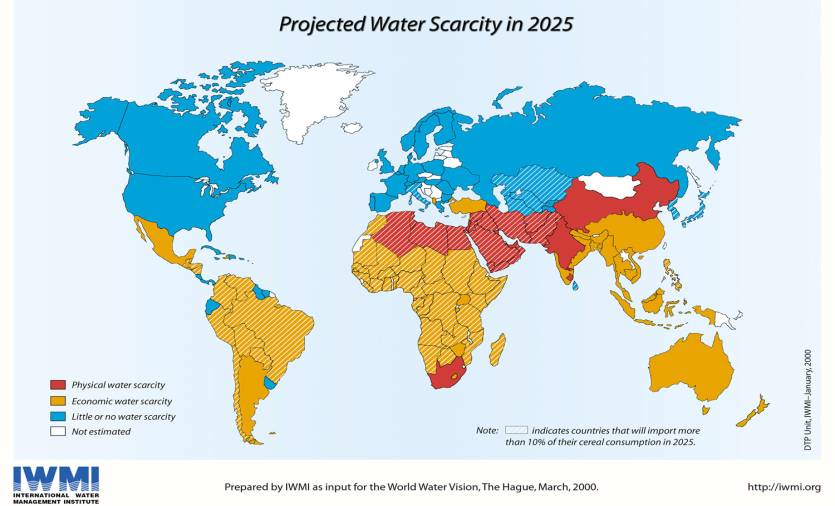 Projected Water Scarcity in 2025
Physical water scarcity
Economic water scarcity
Little or no water scarcity
Not estimated
Note: indicates countries that will import more
than 10% of their cereal consumption in 2025.
DTP Unit, IWMI–January, 2000
IWMI
INTERNATIONAL WATER
MANAGEMENT INSTITUTE
Prepared by IWMI as input for the World Water Vision, The Hague, March, 2000.
http://iwmi.org